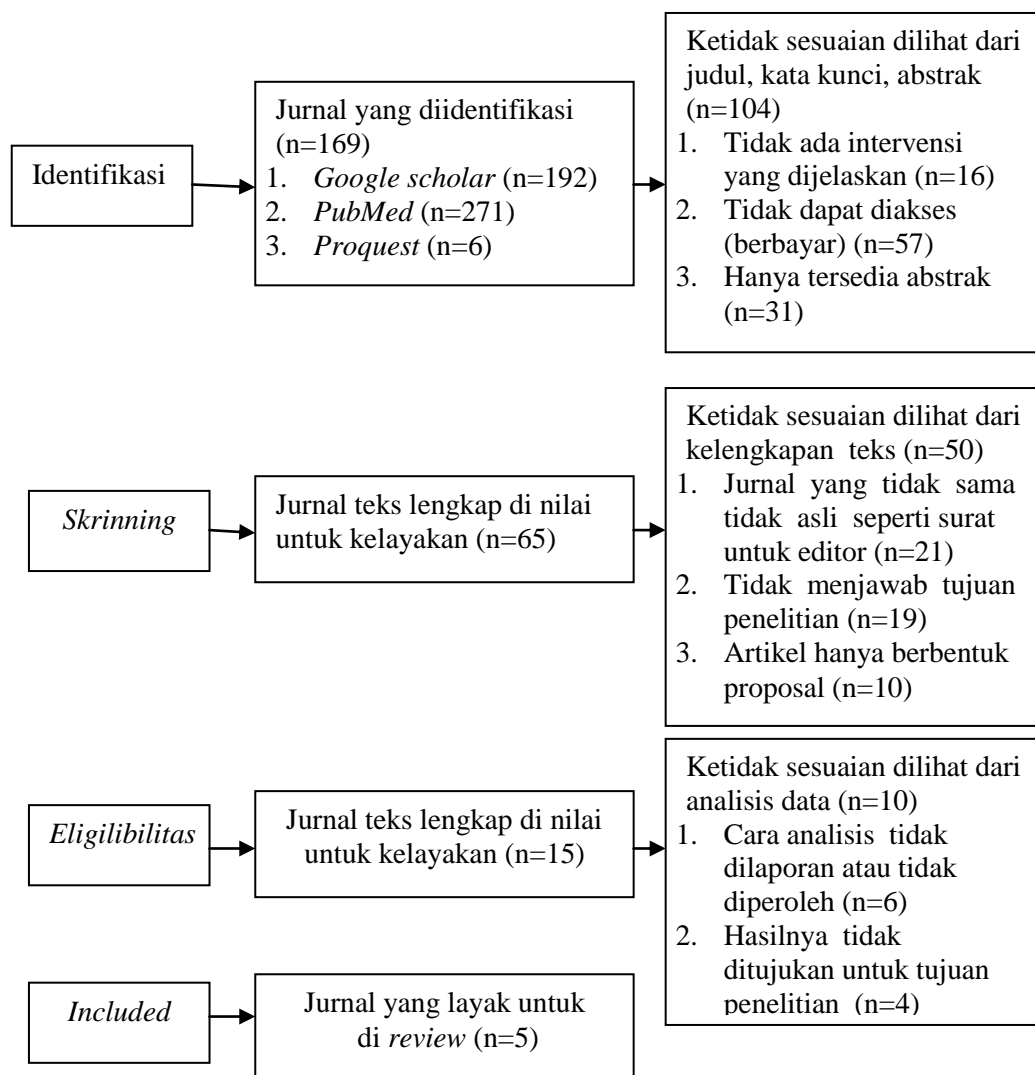 Identifikasi
Jurnal yang diidentifikasi
(n=169)
1. Google scholar (n=192)
2. PubMed (n=271)
3. Proquest (n=6)
Ketidak sesuaian dilihat dari
judul, kata kunci, abstrak
(n=104)
1. Tidak ada intervensi
yang dijelaskan (n=16)
2. Tidak dapat diakses
(berbayar) (n=57)
3. Hanya tersedia abstrak
(n=31)
Skrinning
Jurnal teks lengkap di nilai
untuk kelayakan (n=65)
Ketidak sesuaian dilihat dari
kelengkapan teks (n=50)
1. Jurnal yang tidak sama
tidak asli seperti surat
untuk editor (n=21)
2. Tidak menjawab tujuan
penelitian (n=19)
3. Artikel hanya berbentuk
proposal (n=10)
Eligilibilitas
Jurnal teks lengkap di nilai
untuk kelayakan (n=15)
Ketidak sesuaian dilihat dari
analisis data (n=10)
1. Cara analisis tidak
dilaporan atau tidak
diperoleh (n=6)
2. Hasilnya tidak
ditujukan untuk tujuan
penelitian (n=4)
Included
Jurnal yang layak untuk
di review (n=5)